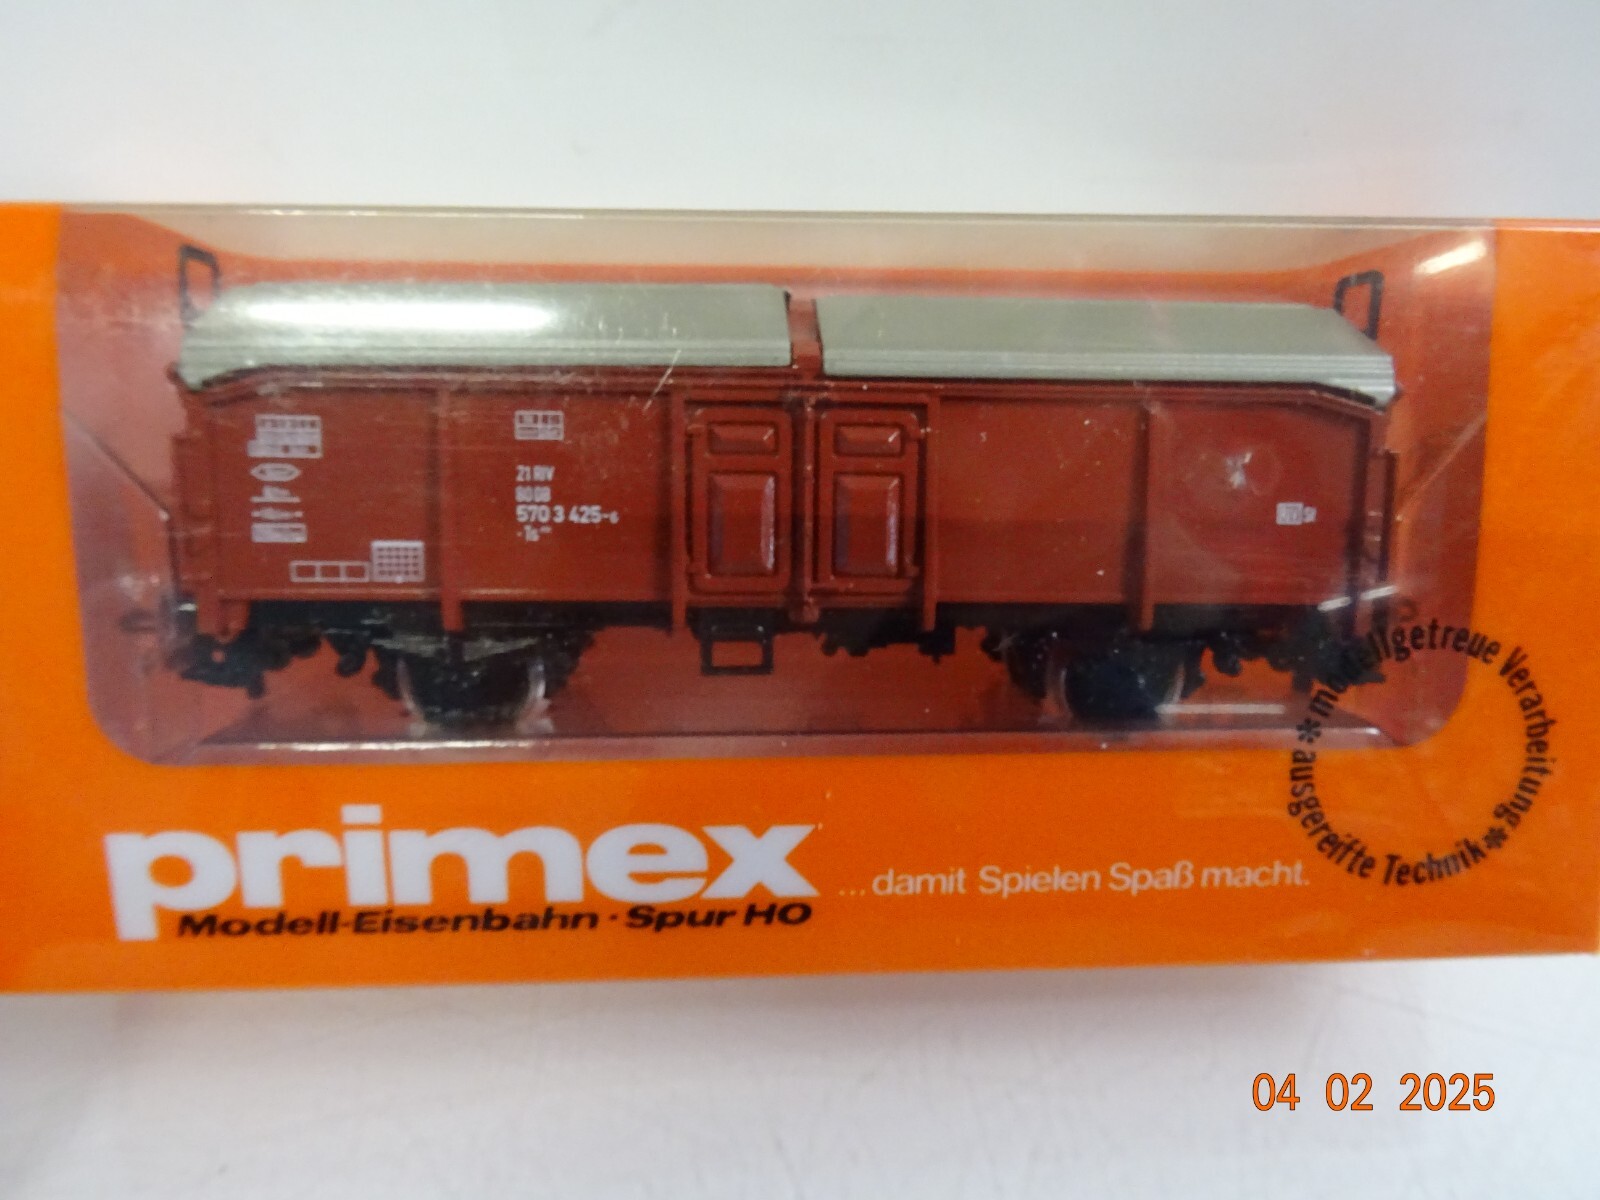 21 RIV
80 DB
570 3 425-6
primex
Modell-Eisenbahn · Spur HO
...damit Spielen Spaß macht.
✻ modellgetreue Verarbeitung ✻ ausgereifte Technik
04 02 2025